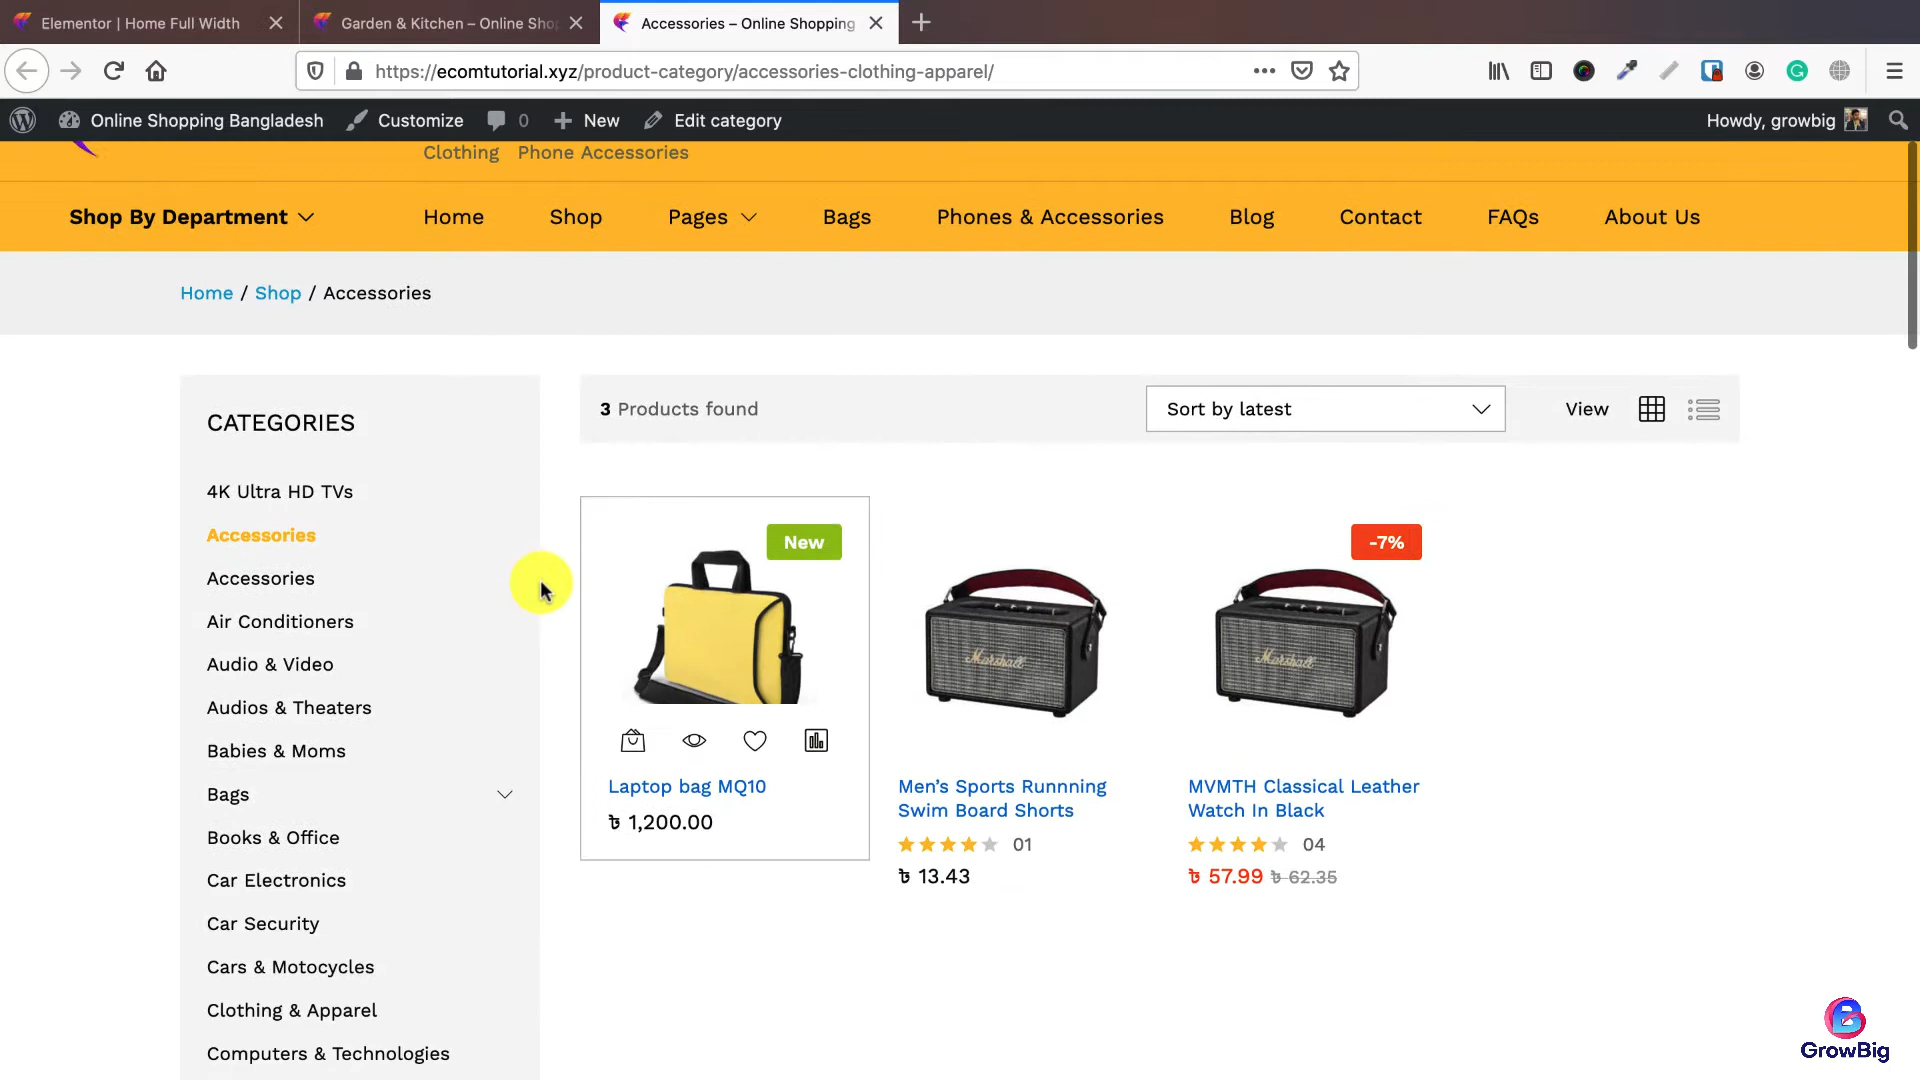 Elementor | Home Full Width
Garden & Kitchen – Online Sho
Accessories – Online Shopping
https://ecomtutorial.xyz/product-category/accessories-clothing-apparel/
Online Shopping Bangladesh
Customize
0
New
Edit category
Howdy, growbig
Clothing
Phone Accessories
Shop By Department
Home
Shop
Pages
Bags
Phones & Accessories
Blog
Contact
FAQs
About Us
Home / Shop / Accessories
CATEGORIES
4K Ultra HD TVs
Accessories
Accessories
Air Conditioners
Audio & Video
Audios & Theaters
Babies & Moms
Bags
Books & Office
Car Electronics
Car Security
Cars & Motocycles
Clothing & Apparel
Computers & Technologies
3 Products found
Sort by latest
View
New
Laptop bag MQ10
৳ 1,200.00
Marshall
Men’s Sports Runnning
Swim Board Shorts
01
৳ 13.43
-7%
Marshall
MVMTH Classical Leather
Watch In Black
04
৳ 57.99 ৳ 62.35
GrowBig